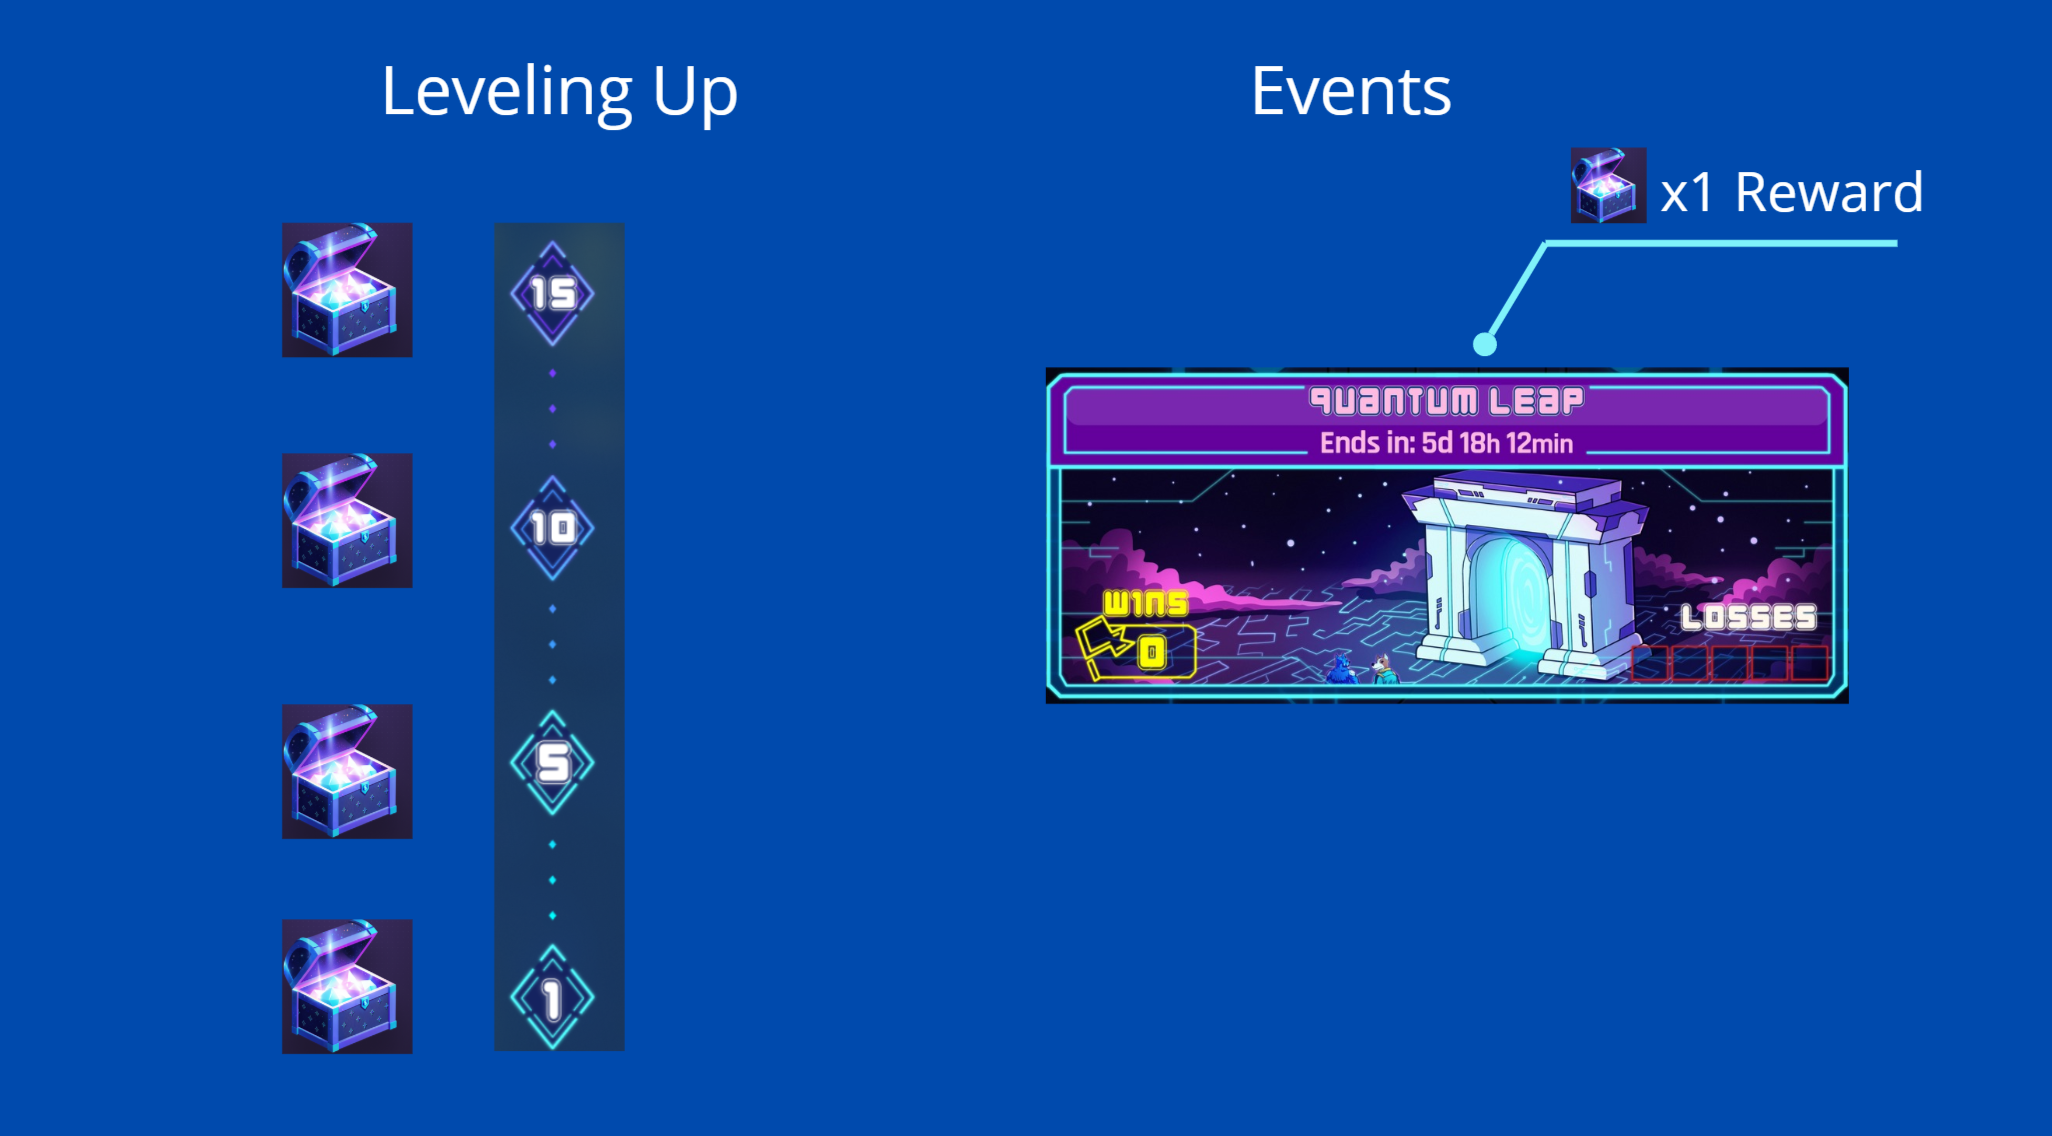 Leveling Up
15
10
5
1
Events
x1 Reward
QUANTUM LEAP
Ends in: 5d 18h 12min
WINS
0
LOSSES